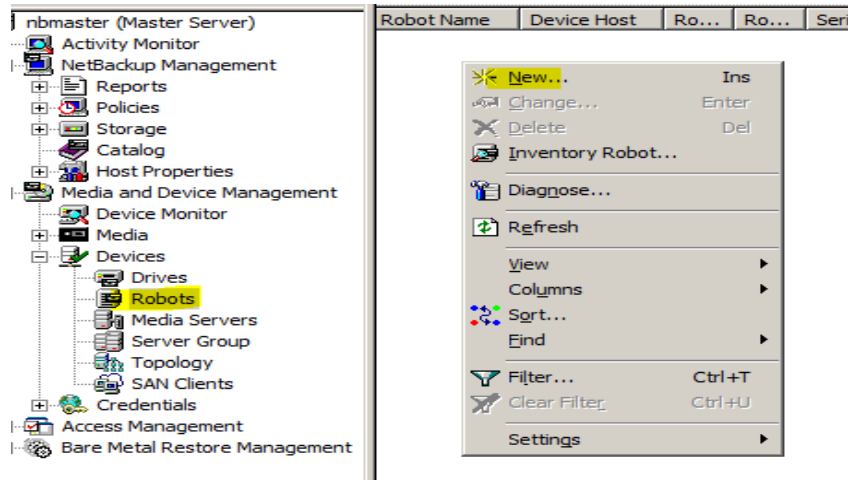 nbmaster (Master Server)
Activity Monitor
NetBackup Management
Reports
Policies
Storage
Catalog
Host Properties
Media and Device Management
Device Monitor
Media
Devices
Drives
Robots
Media Servers
Server Group
Topology
SAN Clients
Credentials
Access Management
Bare Metal Restore Management
Robot Name Device Host Ro... Ro... Seri
New... Ins
Change... Enter
Delete Del
Inventory Robot...
Diagnose...
Refresh
View
Columns
Sort...
Find
Filter... Ctrl+T
Clear Filter Ctrl+U
Settings